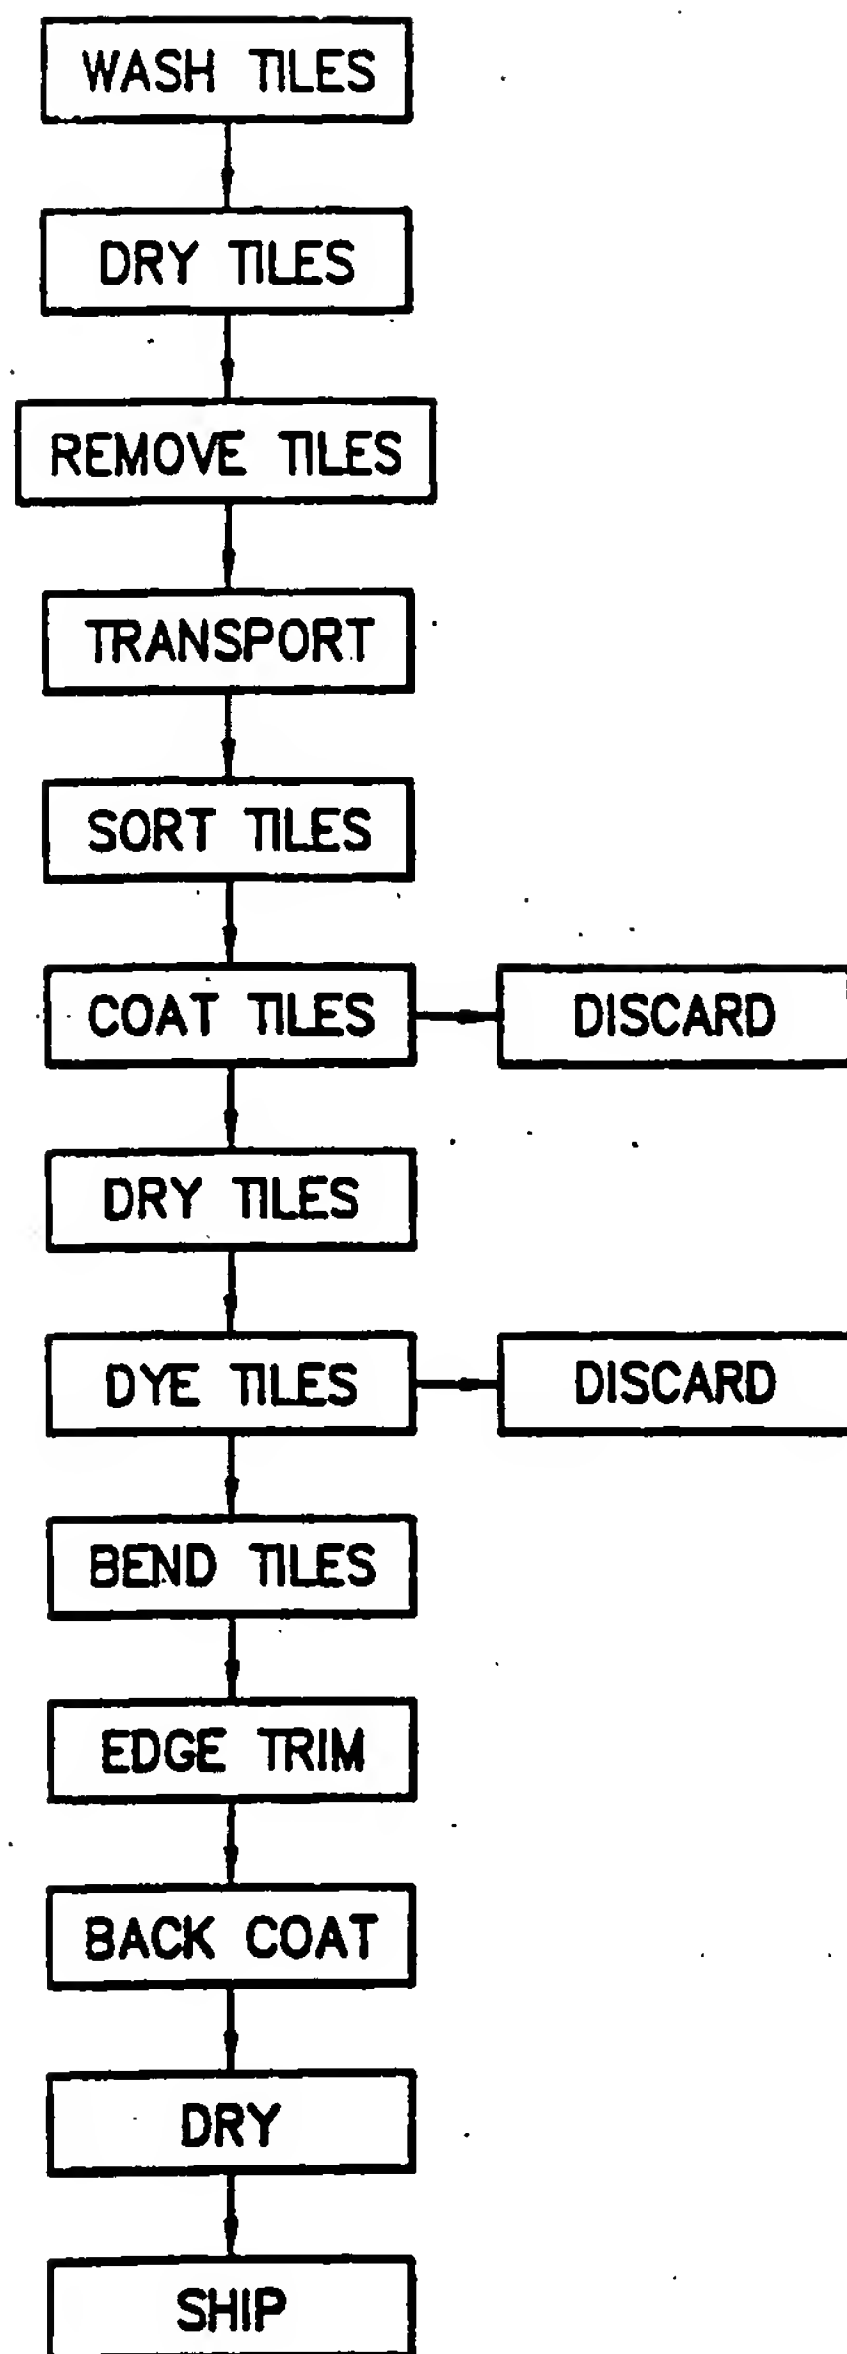 WASH TILES
DRY TILES
REMOVE TILES
TRANSPORT
SORT TILES
COAT TILES
DISCARD
DRY TILES
DYE TILES
DISCARD
BEND TILES
EDGE TRIM
BACK COAT
DRY
SHIP